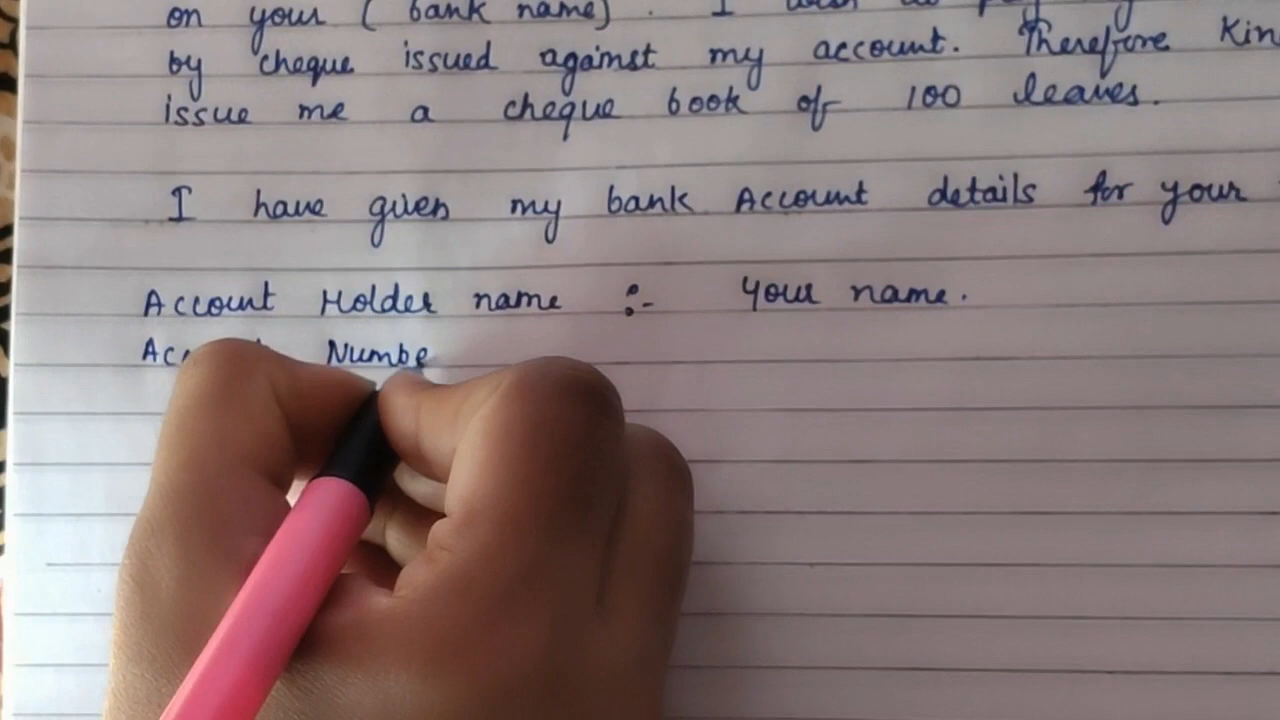 on your ( bank name) . I
by cheque issued against my account. Therefore Kin
issue me a cheque book of 100 leaves.
I have given my bank Account details for your
Account Holder name :- Your name.
Numbe